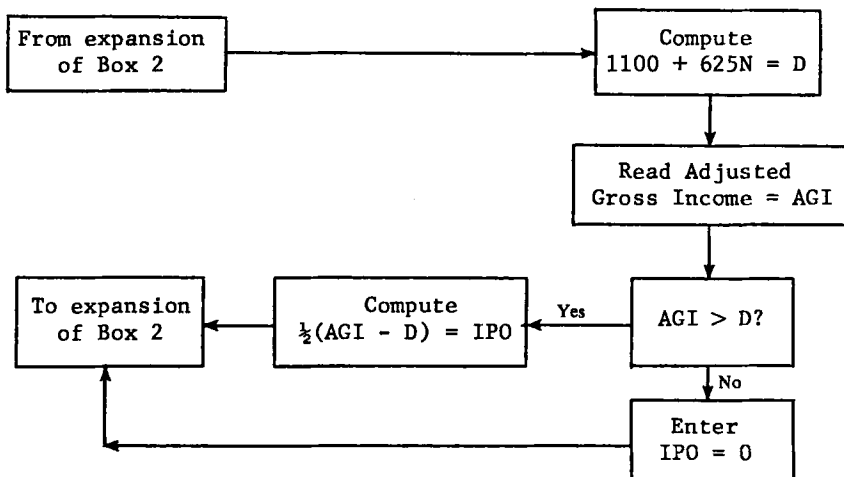 From expansion
of Box 2
Compute
1100 + 625N = D
Read Adjusted
Gross Income = AGI
AGI > D?
Yes
Compute
½(AGI - D) = IPO
To expansion
of Box 2
No
Enter
IPO = 0